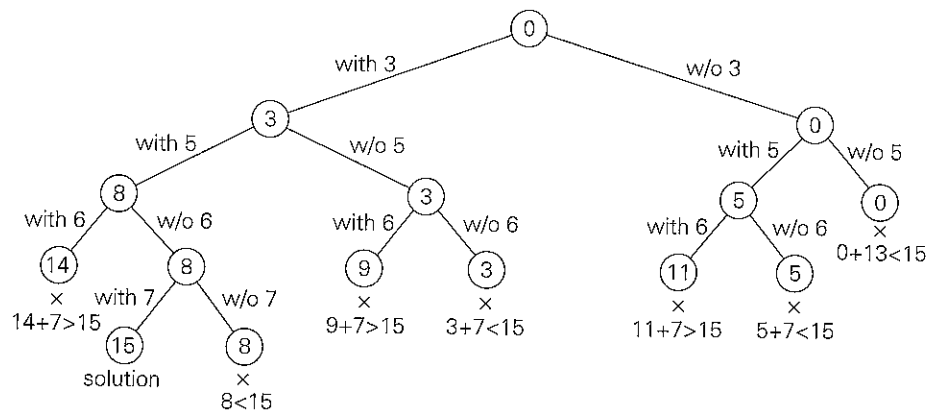 0
with 3
w/o 3
3
0
with 5
w/o 5
with 5
w/o 5
8
3
5
0
with 6
w/o 6
with 6
w/o 6
with 6
w/o 6
×
0+13<15
14
8
9
3
11
5
×
14+7>15
with 7
w/o 7
×
9+7>15
×
3+7<15
×
11+7>15
×
5+7<15
15
8
solution
×
8<15